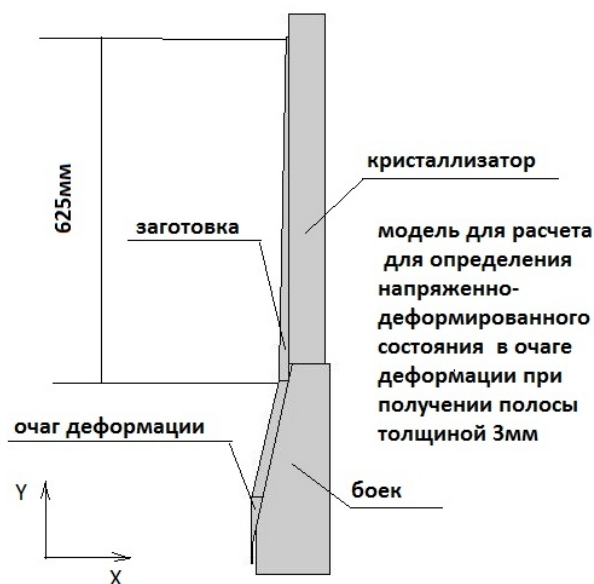 625мм
кристаллизатор
заготовка
модель для расчета
для определения
напряженно-
деформированного
состояния в очаге
деформации при
получении полосы
толщиной 3мм
очаг деформации
боек
Y
X